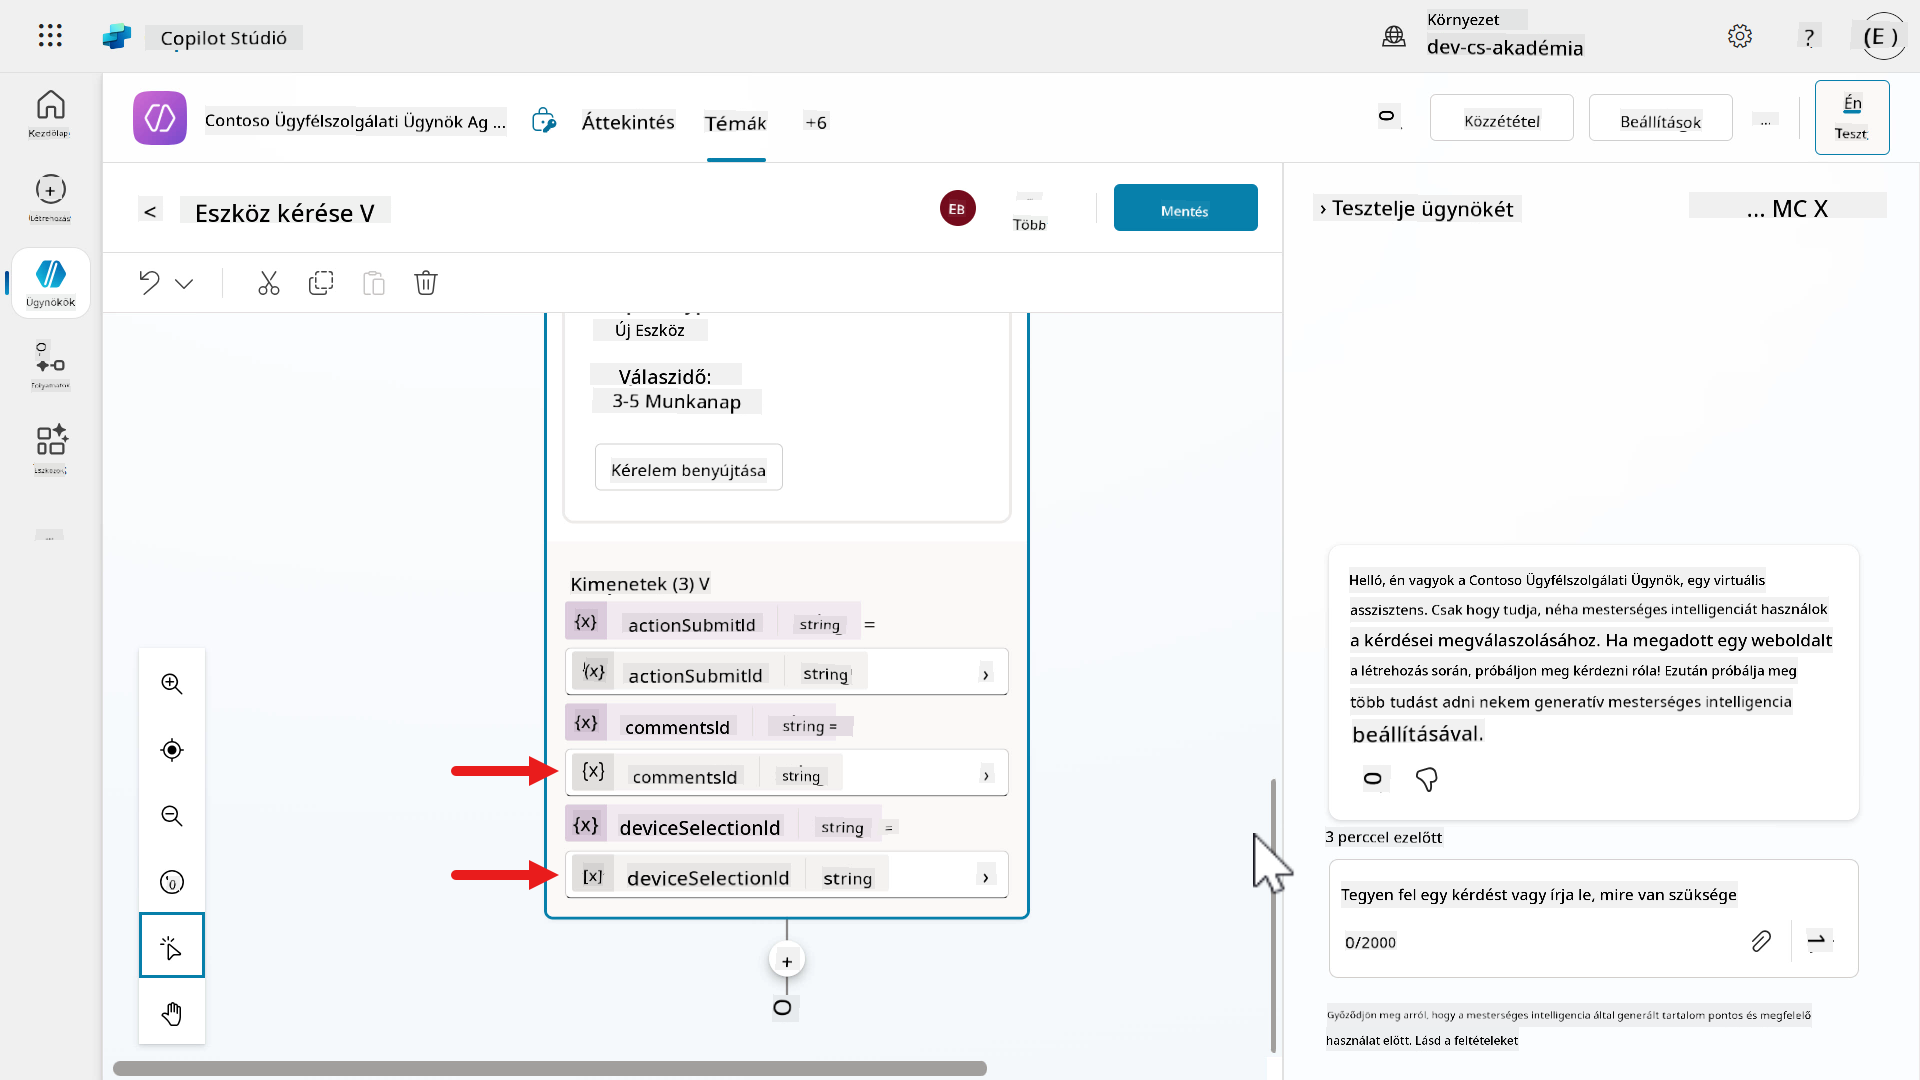 Copilot Stúdió
Környezet
dev-cs-akadémia
?
(E )
Kezdőlap
Létrehozás
Ügynökök
Folyamatok
Eszközök
...
Contoso Ügyfélszolgálati Ügynök Ag ...
Áttekintés
Témák
+6
Közzététel
Beállítások
...
Én
Teszt
<
Eszköz kérése V
EB
Több
Mentés
Új Eszköz
Válaszidő:
3-5 Munkanap
Kérelem benyújtása
Kimenetek (3) V
{x} actionSubmitId string =
(x} actionSubmitId string ›
{x} commentsId string =
{x} commentsId string ›
{x} deviceSelectionId string =
[x] deviceSelectionId string ›
+
› Tesztelje ügynökét
... MC X
Helló, én vagyok a Contoso Ügyfélszolgálati Ügynök, egy virtuális
asszisztens. Csak hogy tudja, néha mesterséges intelligenciát használok
a kérdései megválaszolásához. Ha megadott egy weboldalt
a létrehozás során, próbáljon meg kérdezni róla! Ezután próbálja meg
több tudást adni nekem generatív mesterséges intelligencia
beállításával.
3 perccel ezelőtt
Tegyen fel egy kérdést vagy írja le, mire van szüksége
0/2000
Győződjön meg arról, hogy a mesterséges intelligencia által generált tartalom pontos és megfelelő
használat előtt. Lásd a feltételeket